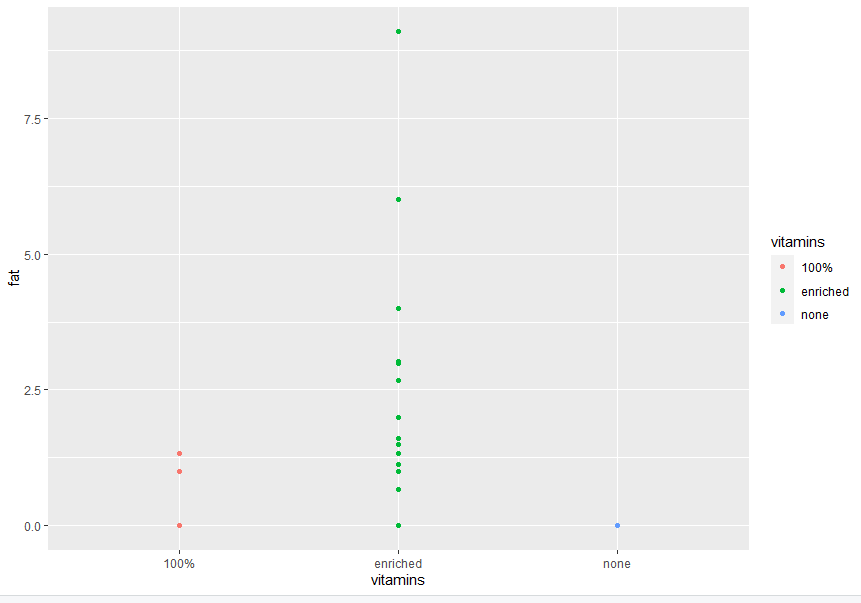 7.5
5.0
2.5
0.0
fat
100%
enriched
none
vitamins
vitamins
100%
enriched
none